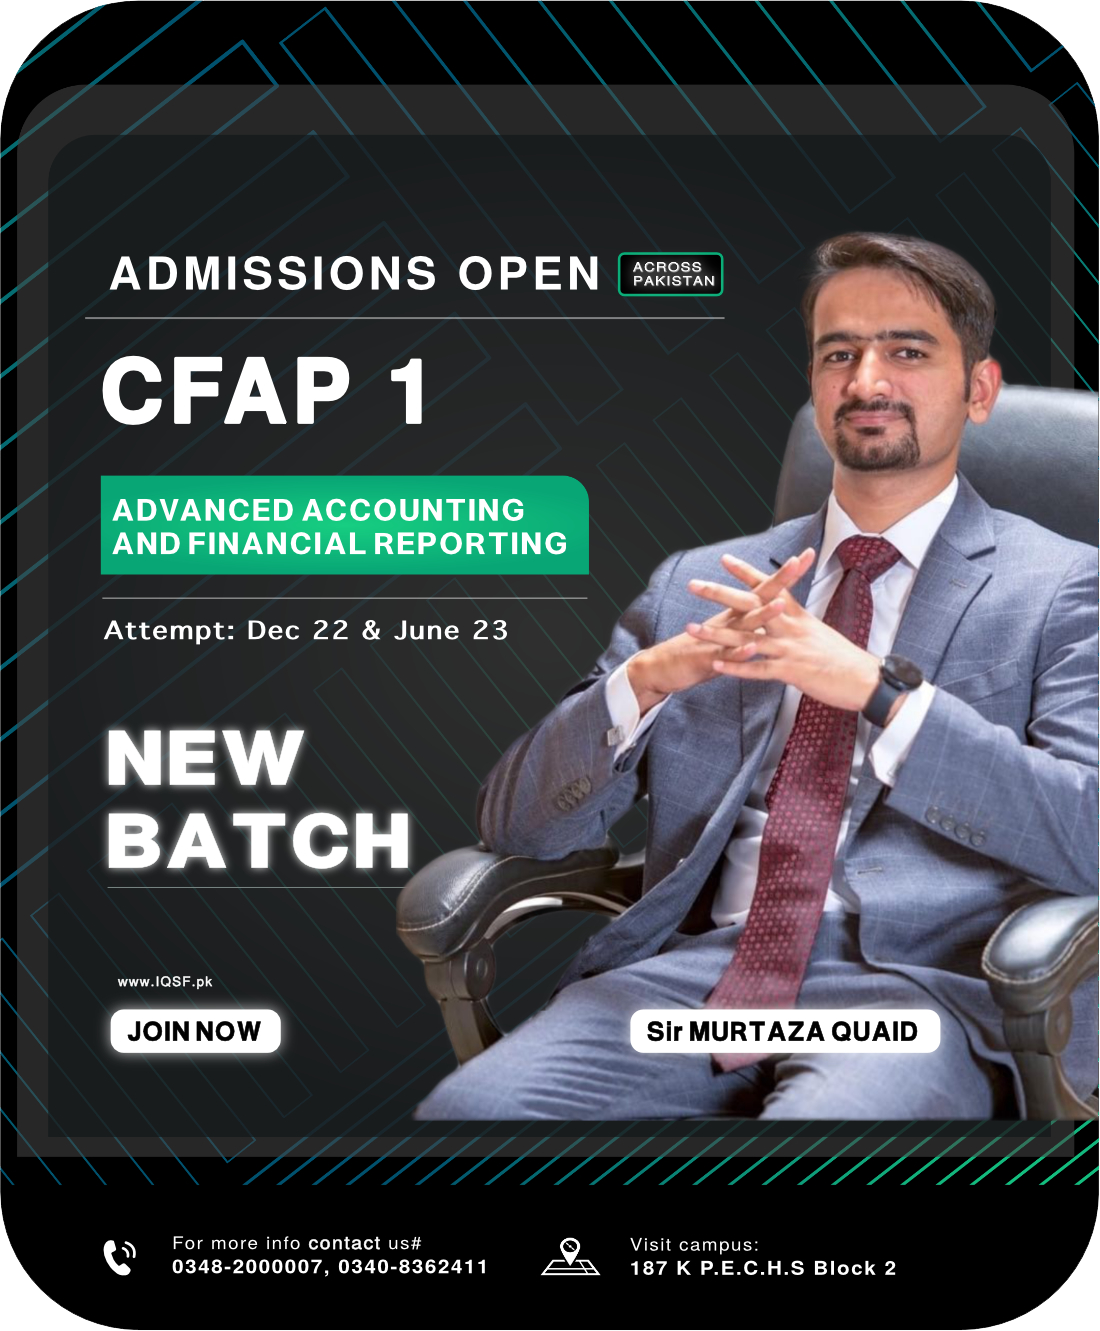 ADMISSIONS OPEN
ACROSS
PAKISTAN
CFAP 1
ADVANCED ACCOUNTING
AND FINANCIAL REPORTING
Attempt: Dec 22 & June 23
NEW
BATCH
www.IQSF.pk
JOIN NOW
Sir MURTAZA QUAID
For more info contact us#
0348-2000007, 0340-8362411
Visit campus:
187 K P.E.C.H.S Block 2